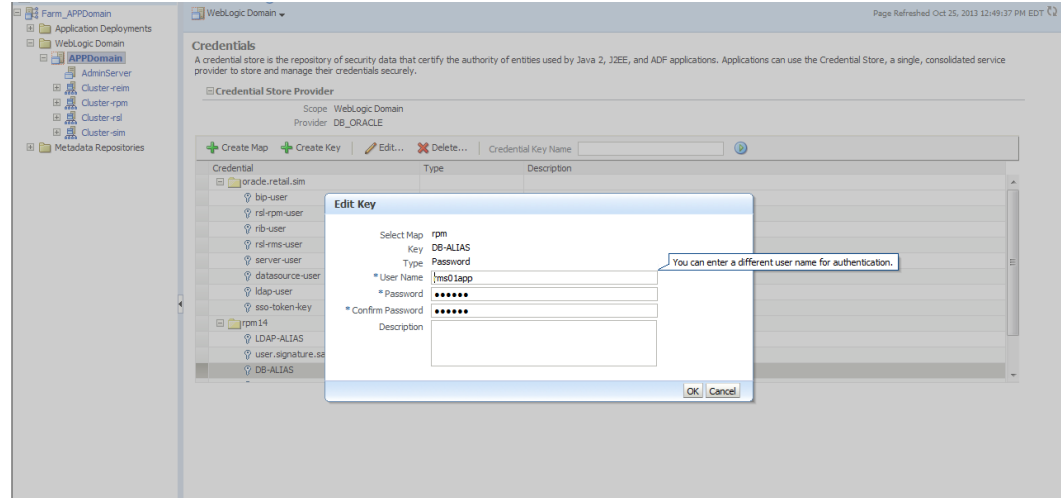 Farm_APPDomain
Application Deployments
WebLogic Domain
APPDomain
AdminServer
Cluster-reim
Cluster-rpm
Cluster-rsl
Cluster-sim
Metadata Repositories
WebLogic Domain
Page Refreshed Oct 25, 2013 12:49:37 PM EDT
Credentials
A credential store is the repository of security data that certify the authority of entities used by Java 2, J2EE, and ADF applications. Applications can use the Credential Store, a single, consolidated service
provider to store and manage their credentials securely.
Credential Store Provider
Scope WebLogic Domain
Provider DB_ORACLE
Create Map Create Key Edit... Delete... Credential Key Name
Credential Type Description
oracle.retail.sim
bip-user
rsl-rpm-user
rib-user
rsl-rms-user
server-user
datasource-user
ldap-user
sso-token-key
rpm14
LDAP-ALIAS
user.signature.sa
DB-ALIAS
Edit Key
Select Map rpm
Key DB-ALIAS
Type Password
* User Name
You can enter a different user name for authentication.
* Password ••••••
* Confirm Password ••••••
Description
OK Cancel